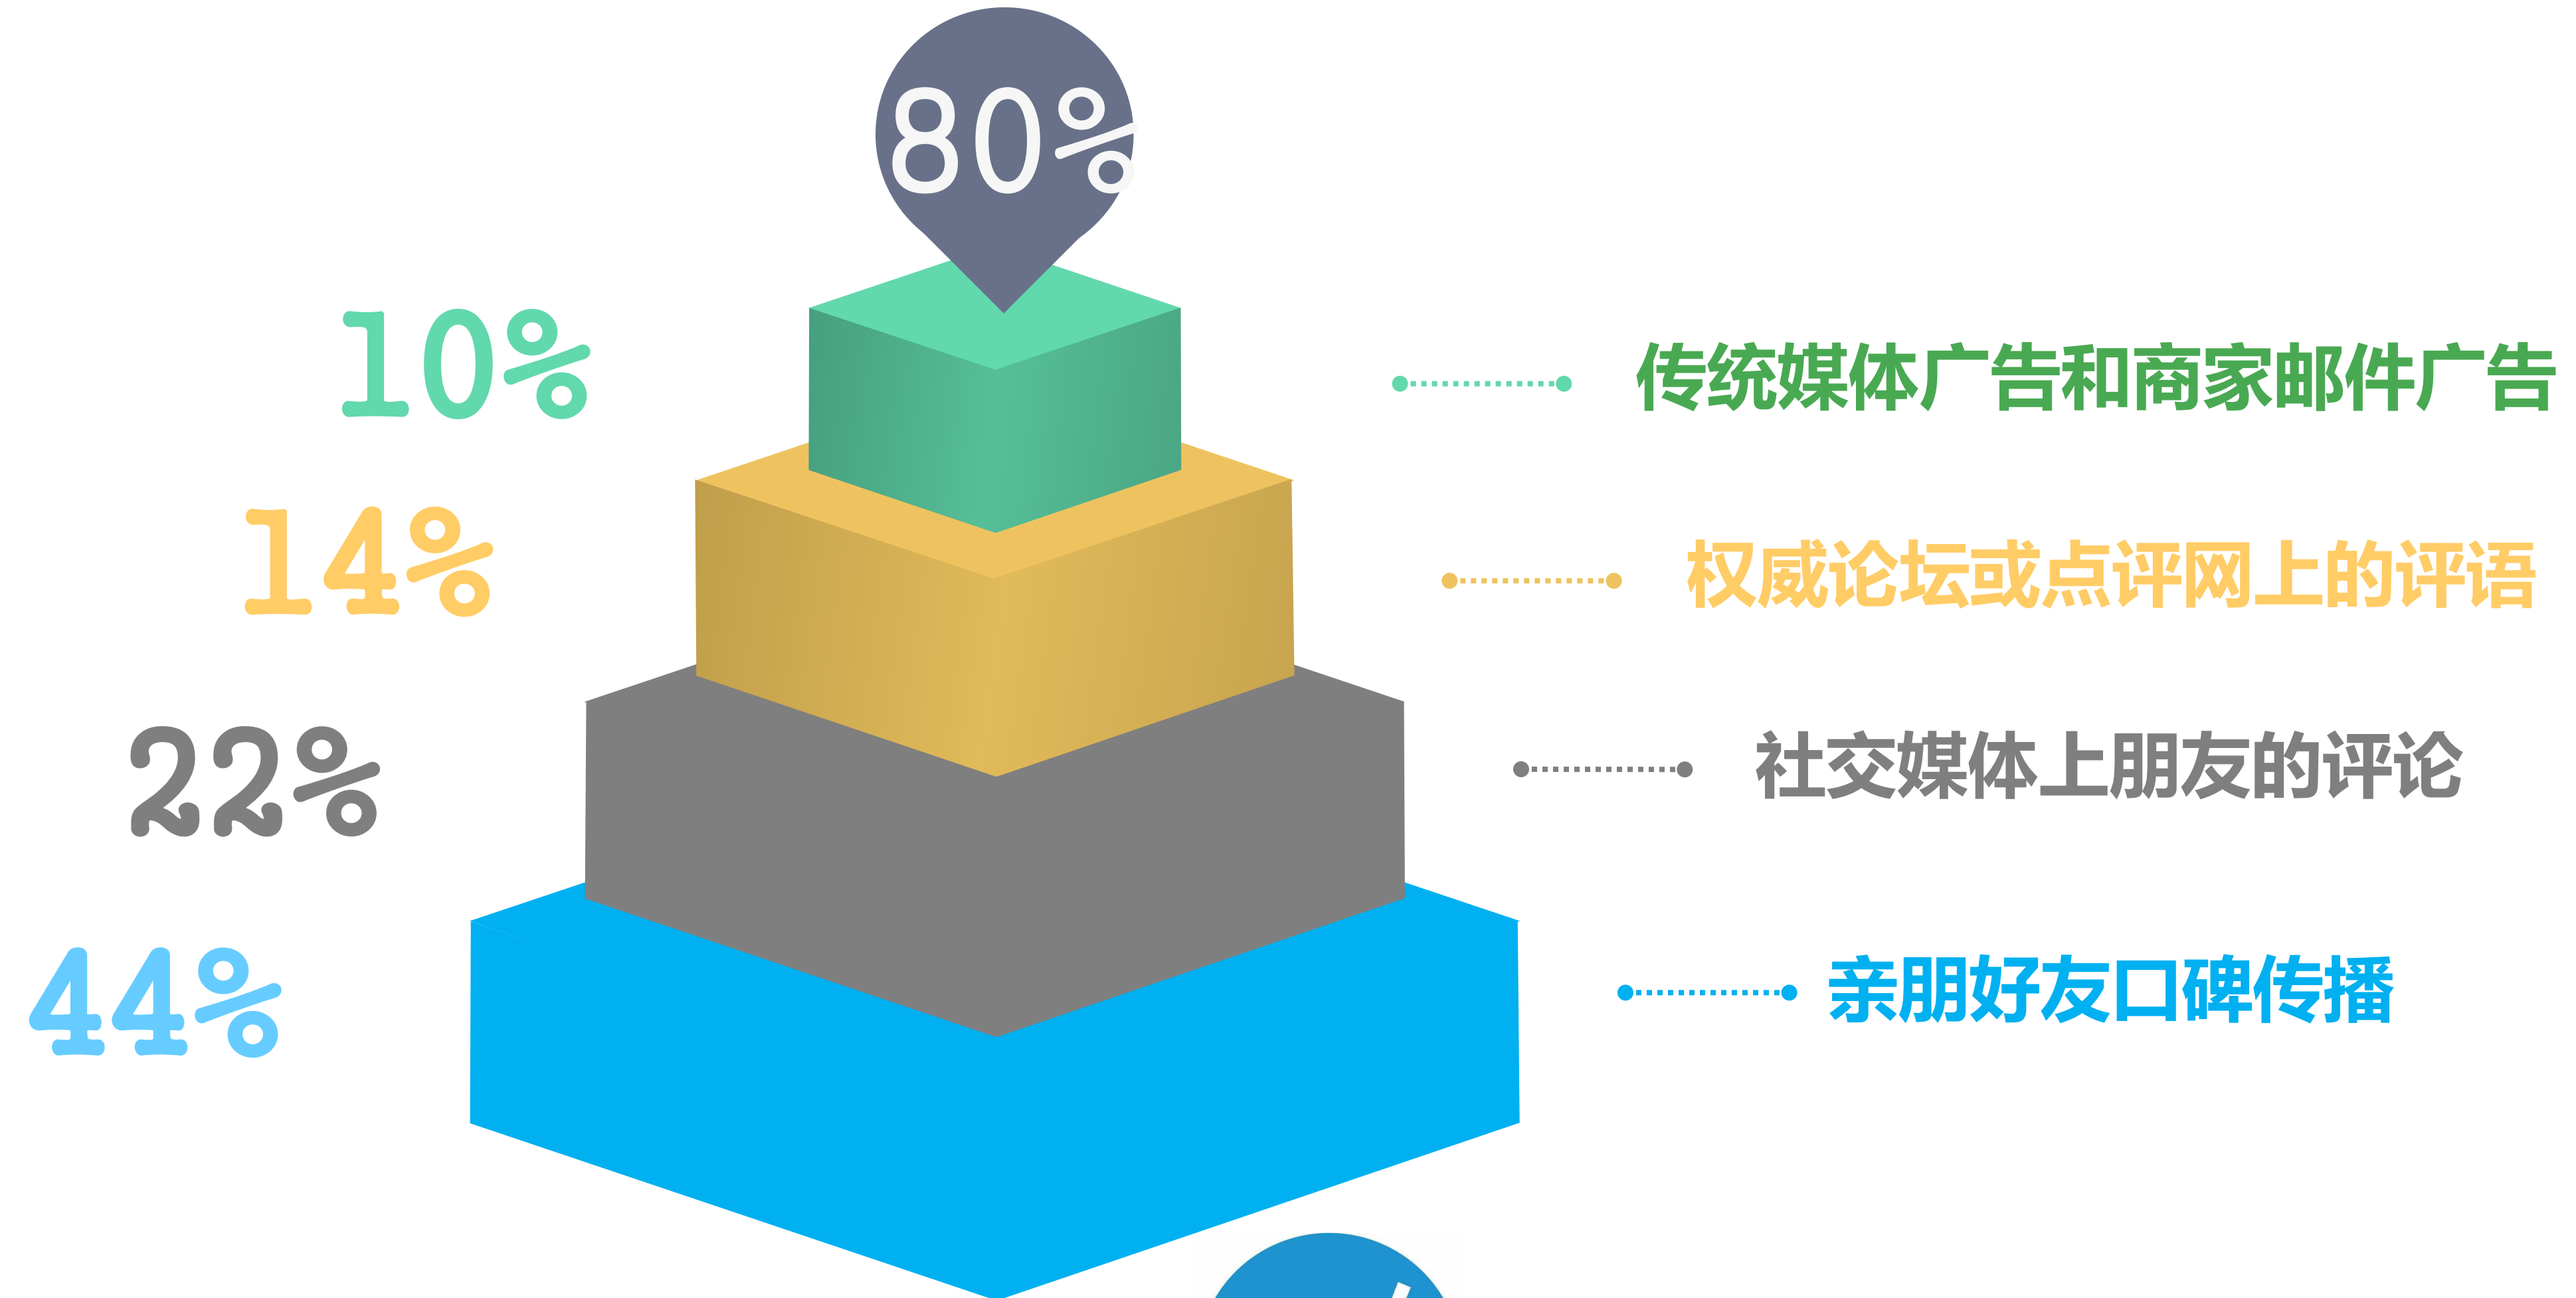 80%
10%
传统媒体广告和商家邮件广告
14%
权威论坛或点评网上的评语
22%
社交媒体上朋友的评论
44%
亲朋好友口碑传播